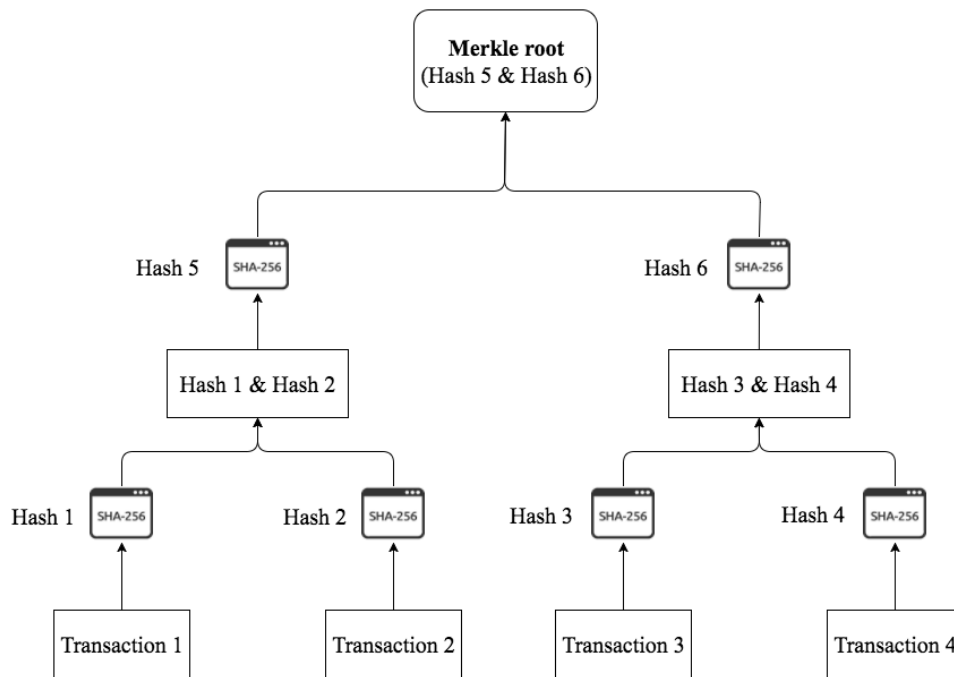 Merkle root
(Hash 5 & Hash 6)
Hash 5
SHA-256
Hash 6
SHA-256
Hash 1 & Hash 2
Hash 3 & Hash 4
Hash 1
SHA-256
Hash 2
SHA-256
Hash 3
SHA-256
Hash 4
SHA-256
Transaction 1
Transaction 2
Transaction 3
Transaction 4